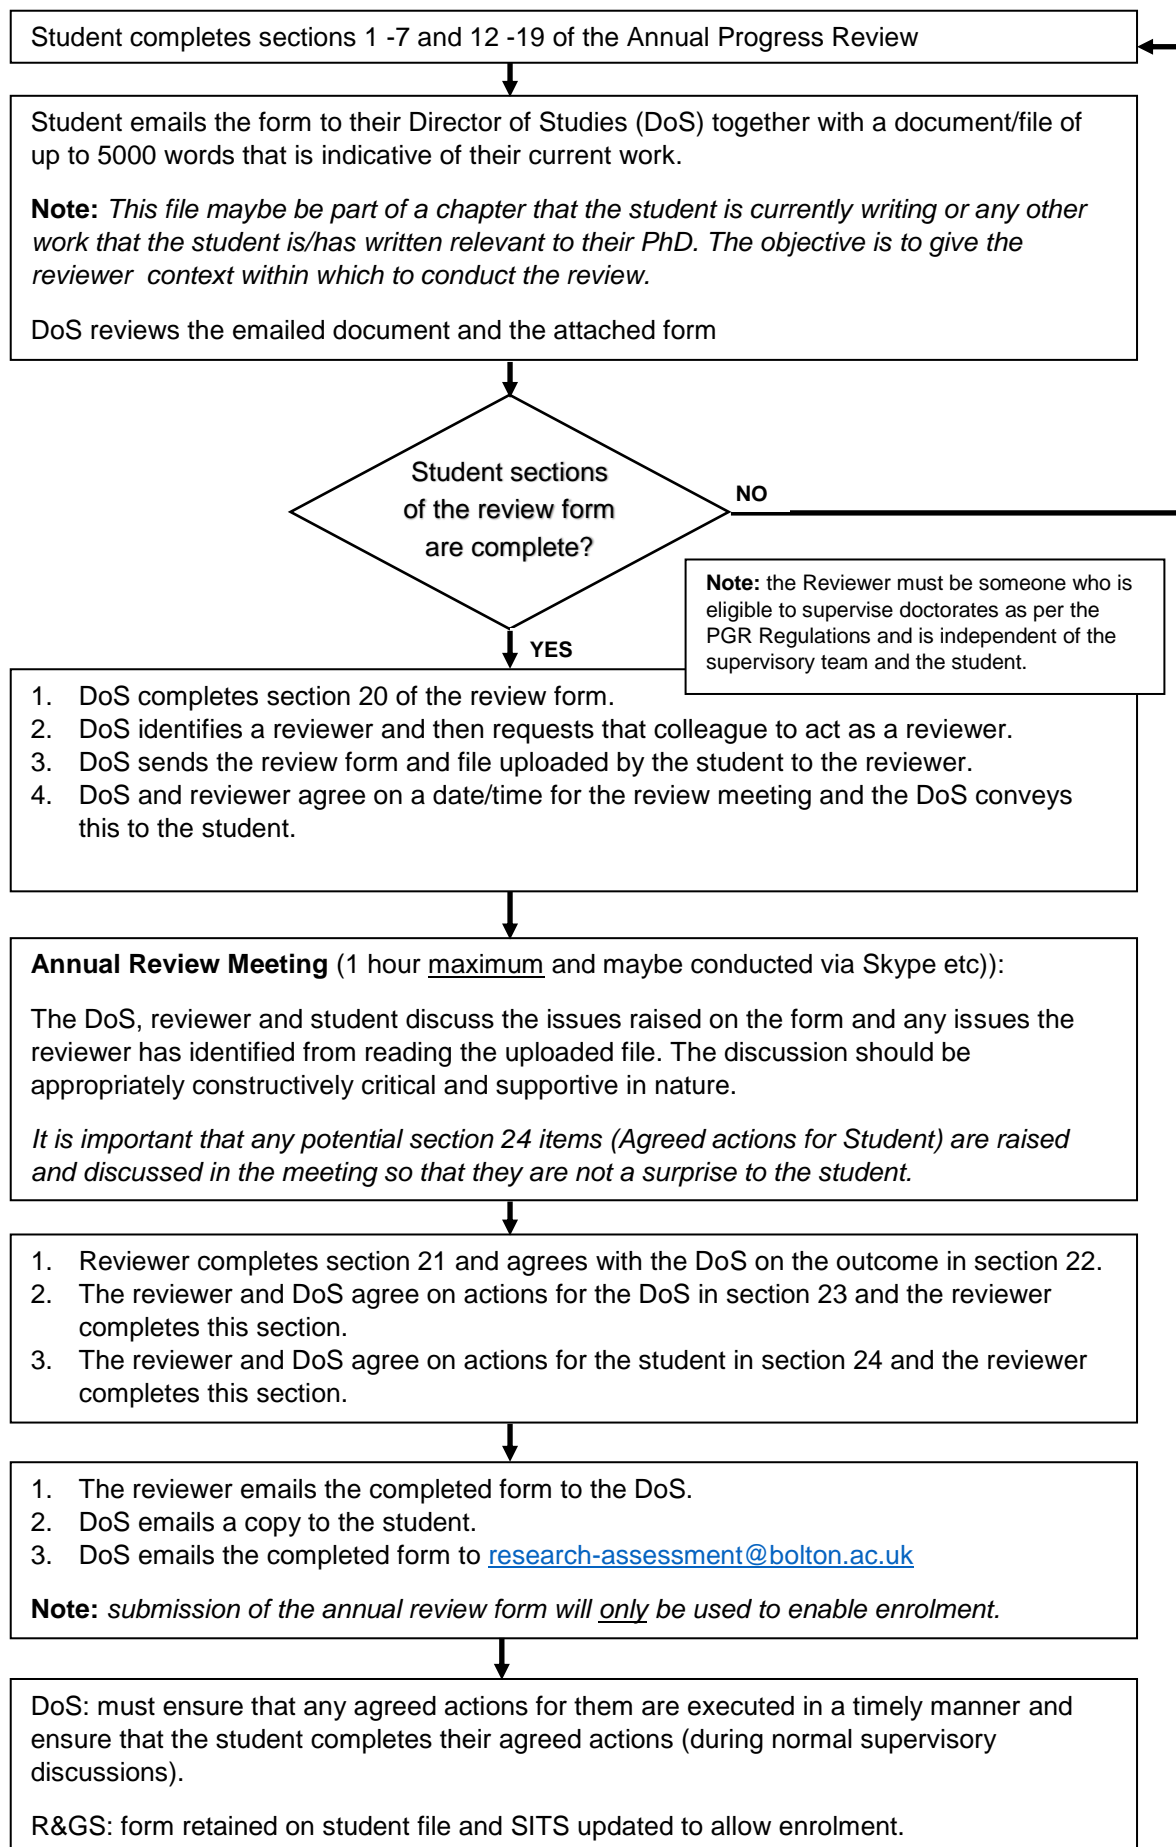 Student completes sections 1 -7 and 12 -19 of the Annual Progress Review
Student emails the form to their Director of Studies (DoS) together with a document/file of
up to 5000 words that is indicative of their current work.
Note: This file maybe be part of a chapter that the student is currently writing or any other
work that the student is/has written relevant to their PhD. The objective is to give the
reviewer  context within which to conduct the review.
DoS reviews the emailed document and the attached form
Student sections
of the review form
are complete?
NO
Note: the Reviewer must be someone who is
eligible to supervise doctorates as per the
PGR Regulations and is independent of the
supervisory team and the student.
YES
1. DoS completes section 20 of the review form.
2. DoS identifies a reviewer and then requests that colleague to act as a reviewer.
3. DoS sends the review form and file uploaded by the student to the reviewer.
4. DoS and reviewer agree on a date/time for the review meeting and the DoS conveys
this to the student.
Annual Review Meeting (1 hour maximum and maybe conducted via Skype etc)):
The DoS, reviewer and student discuss the issues raised on the form and any issues the
reviewer has identified from reading the uploaded file. The discussion should be
appropriately constructively critical and supportive in nature.
It is important that any potential section 24 items (Agreed actions for Student) are raised
and discussed in the meeting so that they are not a surprise to the student.
1. Reviewer completes section 21 and agrees with the DoS on the outcome in section 22.
2. The reviewer and DoS agree on actions for the DoS in section 23 and the reviewer
completes this section.
3. The reviewer and DoS agree on actions for the student in section 24 and the reviewer
completes this section.
1. The reviewer emails the completed form to the DoS.
2. DoS emails a copy to the student.
3. DoS emails the completed form to research-assessment@bolton.ac.uk
Note: submission of the annual review form will only be used to enable enrolment.
DoS: must ensure that any agreed actions for them are executed in a timely manner and
ensure that the student completes their agreed actions (during normal supervisory
discussions).
R&GS: form retained on student file and SITS updated to allow enrolment.